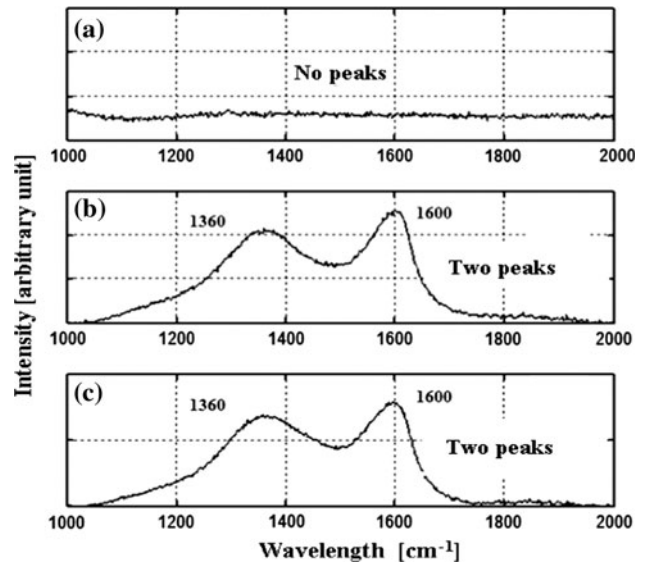 (a)
No peaks
1000 1200 1400 1600 1800 2000
(b)
1360
1600
Two peaks
1000 1200 1400 1600 1800 2000
(c)
1360
1600
Two peaks
1000 1200 1400 1600 1800 2000
Intensity [arbitrary unit]
Wavelength [cm-1]